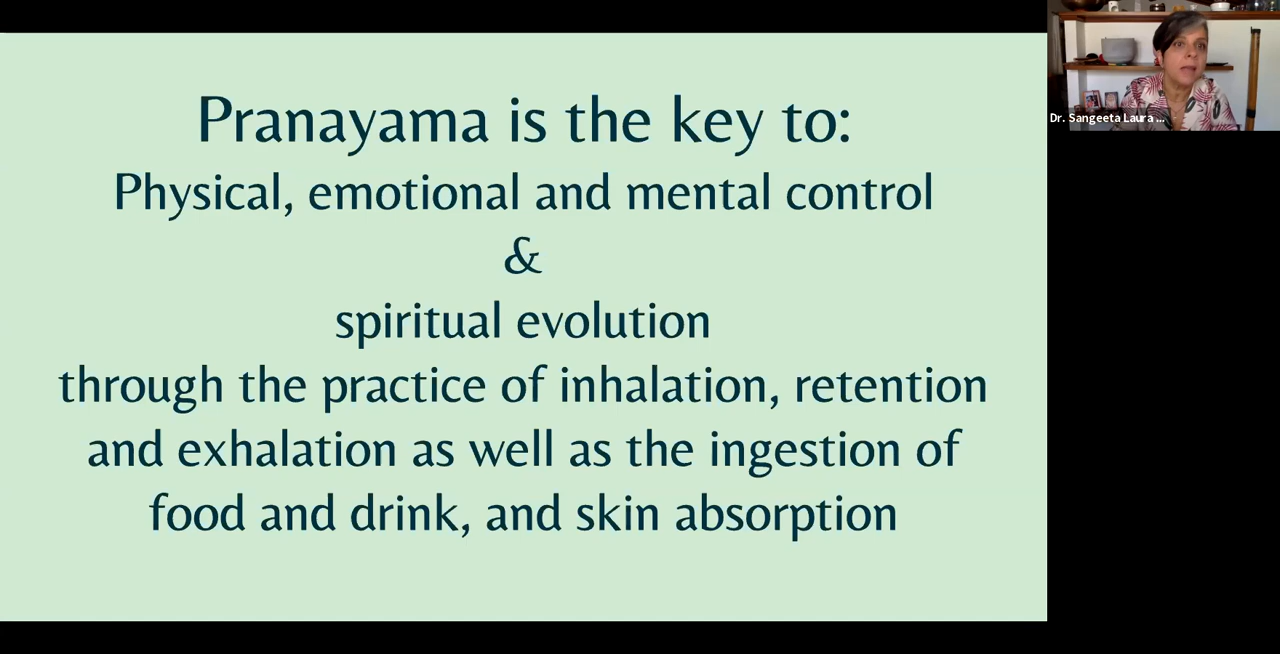 Pranayama is the key to:
Physical, emotional and mental control
&
spiritual evolution
through the practice of inhalation, retention
and exhalation as well as the ingestion of
food and drink, and skin absorption
Dr. Sangeeta Laura ...